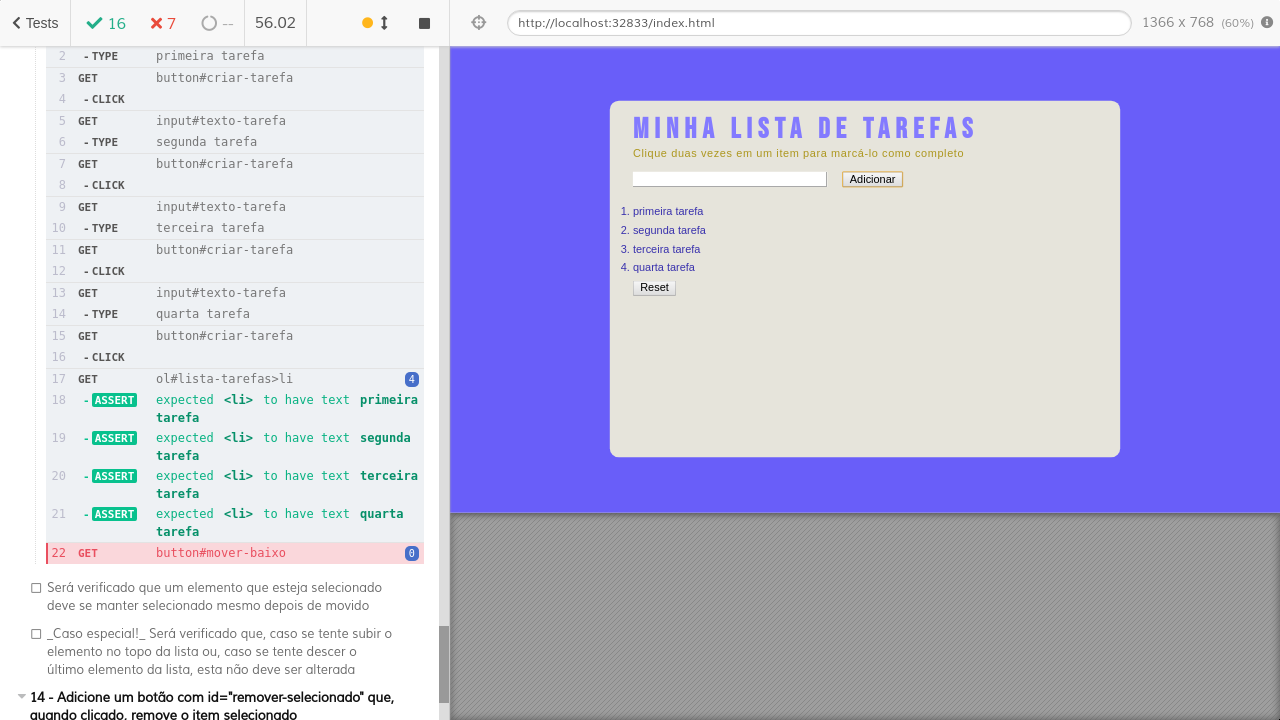 Tests
16
7
--
56.02
http://localhost:32833/index.html
1366 x 768 (60%)
2 - TYPE primeira tarefa
3 GET button#criar-tarefa
4 - CLICK
5 GET input#texto-tarefa
6 - TYPE segunda tarefa
7 GET button#criar-tarefa
8 - CLICK
9 GET input#texto-tarefa
10 - TYPE terceira tarefa
11 GET button#criar-tarefa
12 - CLICK
13 GET input#texto-tarefa
14 - TYPE quarta tarefa
15 GET button#criar-tarefa
16 - CLICK
17 GET ol#lista-tarefas>li 4
18 - ASSERT expected <li> to have text primeira
tarefa
19 - ASSERT expected <li> to have text segunda
tarefa
20 - ASSERT expected <li> to have text terceira
tarefa
21 - ASSERT expected <li> to have text quarta
tarefa
22 GET button#mover-baixo 0
Será verificado que um elemento que esteja selecionado
deve se manter selecionado mesmo depois de movido
_Caso especial!_ Será verificado que, caso se tente subir o
elemento no topo da lista ou, caso se tente descer o
último elemento da lista, esta não deve ser alterada
14 - Adicione um botão com id="remover-selecionado" que,
quando clicado, remove o item selecionado
MINHA LISTA DE TAREFAS
Clique duas vezes em um item para marcá-lo como completo
Adicionar
1. primeira tarefa
2. segunda tarefa
3. terceira tarefa
4. quarta tarefa
Reset